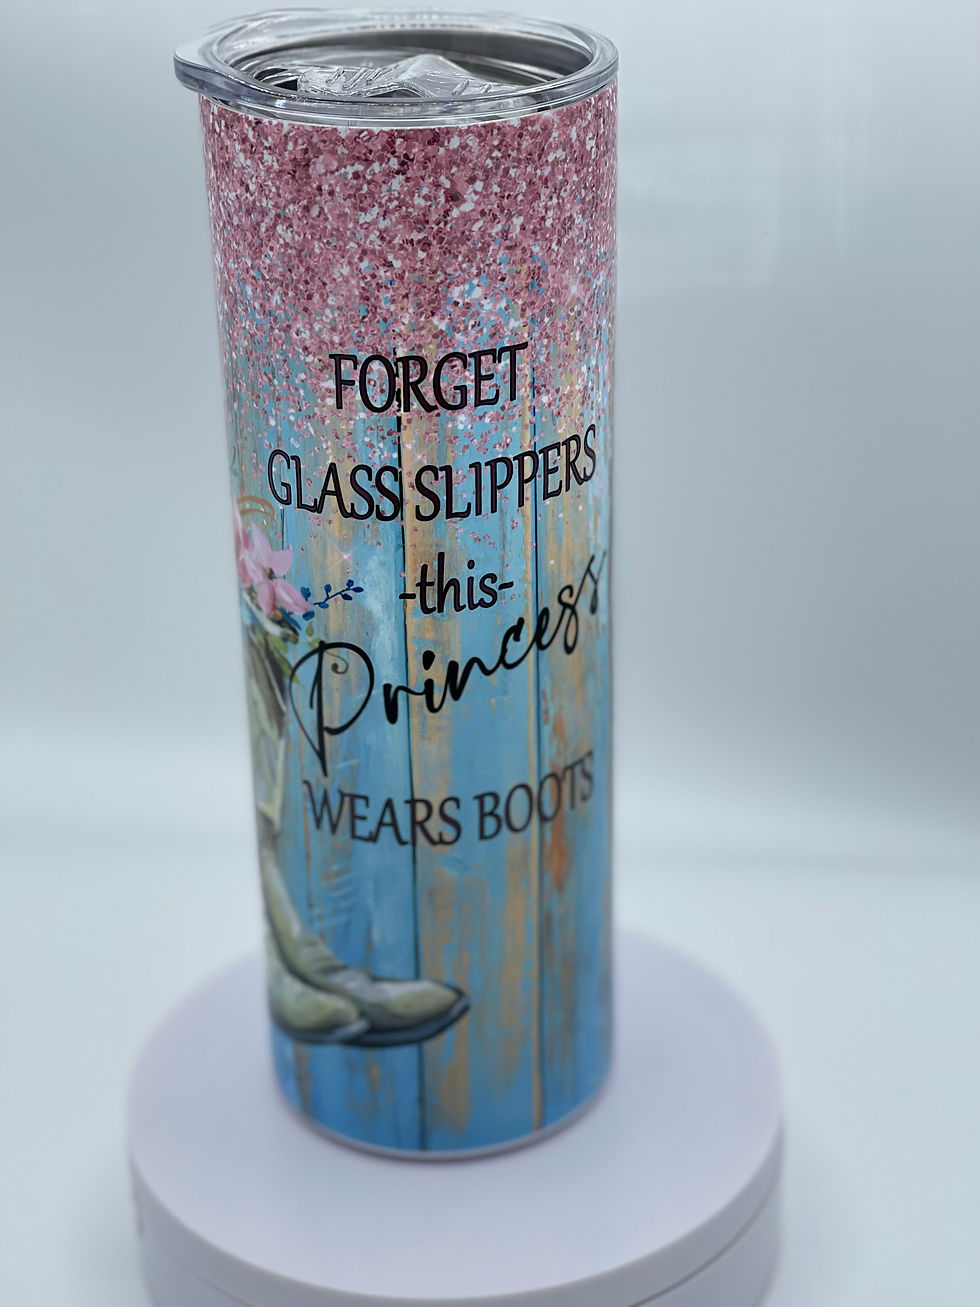 FORGET
GLASS SLIPPERS
-this-
Princess
WEARS BOOTS